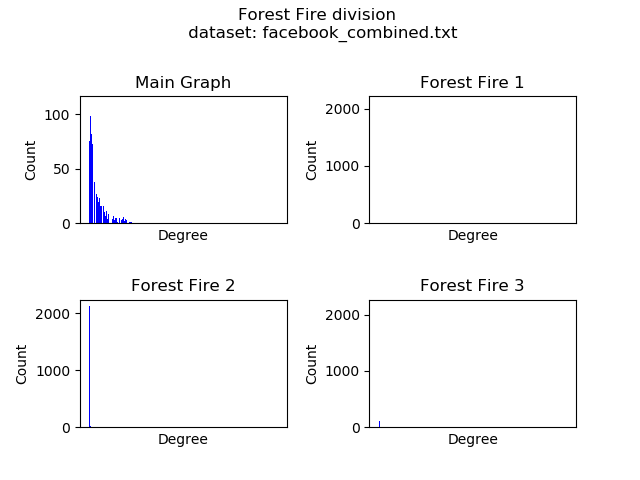 Forest Fire division
dataset: facebook_combined.txt
Main Graph
Forest Fire 1
100
50
0
Count
Degree
2000
1000
0
Count
Degree
Forest Fire 2
Forest Fire 3
2000
1000
0
Count
Degree
2000
1000
0
Count
Degree